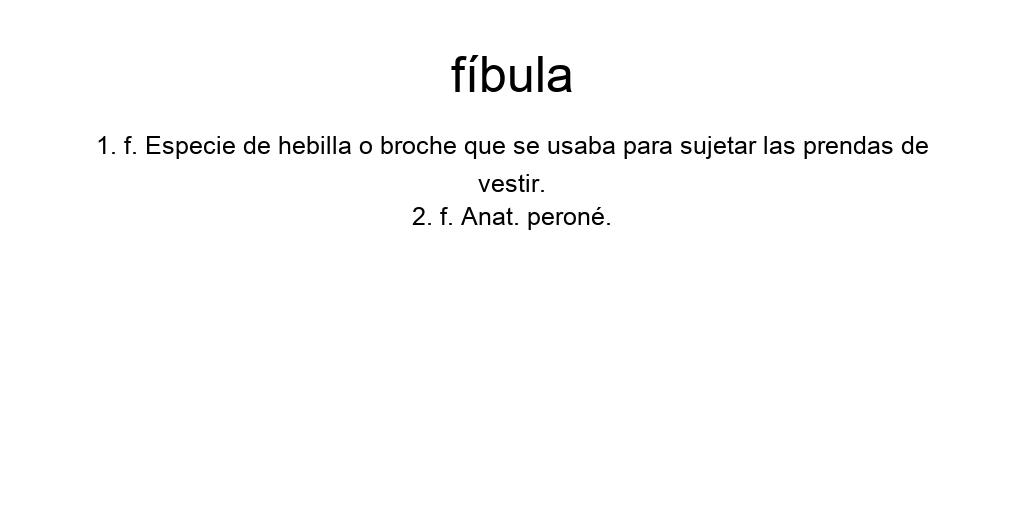 fíbula
1. f. Especie de hebilla o broche que se usaba para sujetar las prendas de
vestir.
2. f. Anat. peroné.